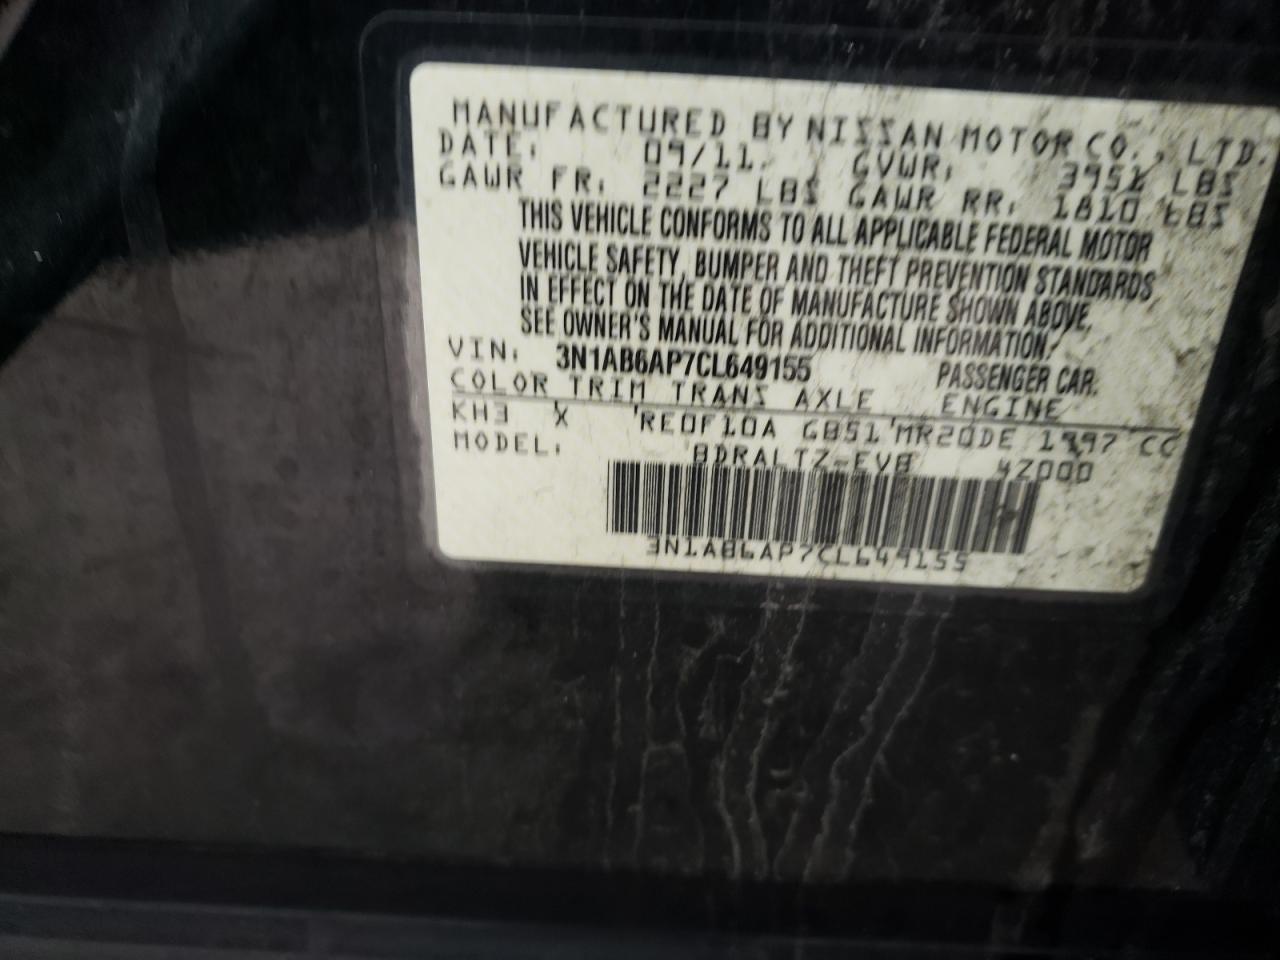 MANUFACTURED BY NISSAN MOTOR CO., LTD.
DATE: 09/11 GVWR: 3951 LBS
GAWR FR: 2227 LBS GAWR RR: 1810 LBS
THIS VEHICLE CONFORMS TO ALL APPLICABLE FEDERAL MOTOR
VEHICLE SAFETY, BUMPER AND THEFT PREVENTION STANDARDS
IN EFFECT ON THE DATE OF MANUFACTURE SHOWN ABOVE.
SEE OWNER'S MANUAL FOR ADDITIONAL INFORMATION.
VIN: 3N1AB6AP7CL649155 PASSENGER CAR.
COLOR TRIM TRANS AXLE ENGINE
KH3 X RE0F10A GB51 MR20DE 1997 CC
MODEL: BDRALTZ-EVB 4Z000
3N1AB6AP7CL649155